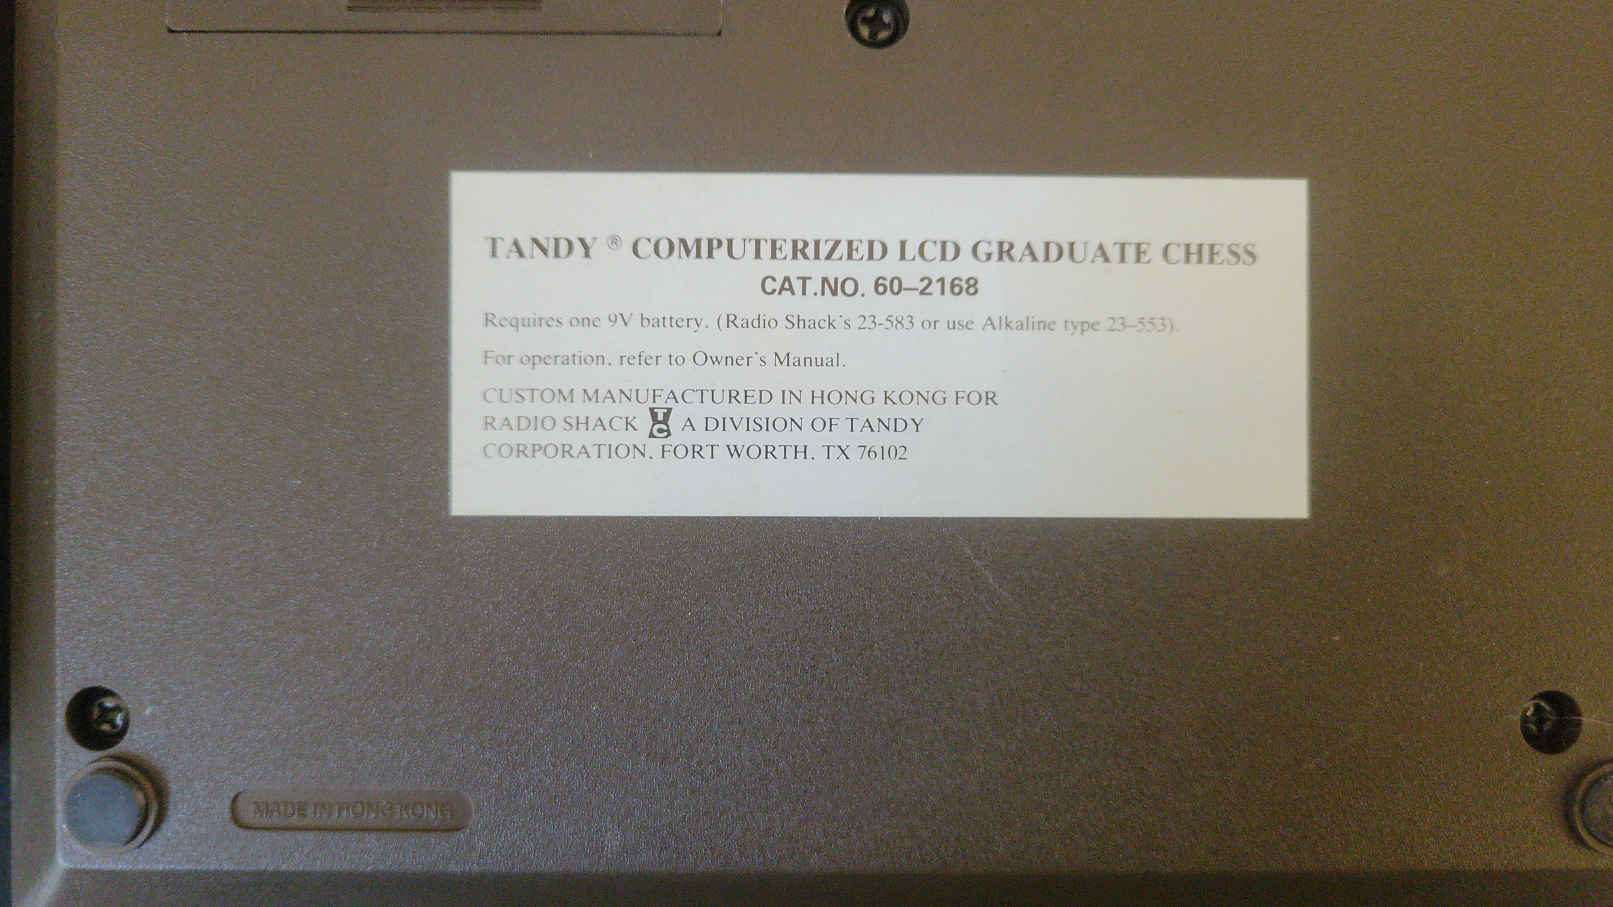 TANDY ® COMPUTERIZED LCD GRADUATE CHESS
CAT.NO. 60–2168
Requires one 9V battery. (Radio Shack's 23-583 or use Alkaline type 23–553).
For operation, refer to Owner's Manual.
CUSTOM MANUFACTURED IN HONG KONG FOR
RADIO SHACK TC A DIVISION OF TANDY
CORPORATION, FORT WORTH, TX 76102
MADE IN HONG KONG